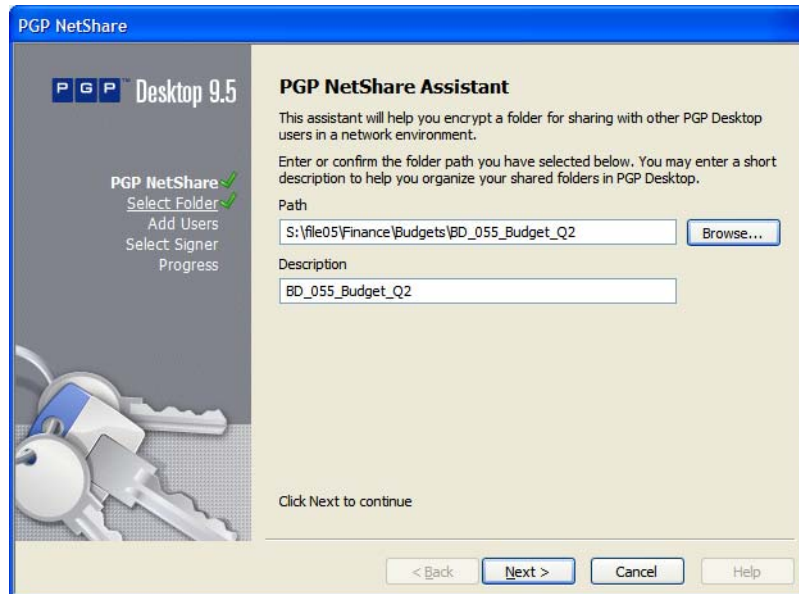 PGP NetShare
PGP™ Desktop 9.5
PGP NetShare
Select Folder
Add Users
Select Signer
Progress
PGP NetShare Assistant
This assistant will help you encrypt a folder for sharing with other PGP Desktop
users in a network environment.
Enter or confirm the folder path you have selected below. You may enter a short
description to help you organize your shared folders in PGP Desktop.
Path
S:\file05\Finance\Budgets\BD_055_Budget_Q2
Browse...
Description
BD_055_Budget_Q2
Click Next to continue
< Back
Next >
Cancel
Help